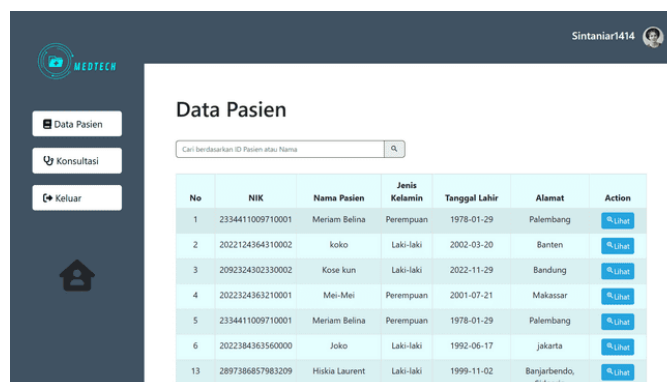 Sintaniar1414
MEDTECH
Data Pasien
Konsultasi
Keluar
Data Pasien
Cari berdasarkan ID Pasien atau Nama
No NIK Nama Pasien Jenis Kelamin Tanggal Lahir Alamat Action
1 2334411009710001 Meriam Belina Perempuan 1978-01-29 Palembang Lihat
2 2022124364310002 koko Laki-laki 2002-03-20 Banten Lihat
3 2092324302330002 Kose kun Laki-laki 2022-11-29 Bandung Lihat
4 2022324363210001 Mei-Mei Perempuan 2001-07-21 Makassar Lihat
5 2334411009710001 Meriam Belina Perempuan 1978-01-29 Palembang Lihat
6 2022384363560000 Joko Laki-laki 1992-06-17 jakarta Lihat
13 2897386857983209 Hiskia Laurent Laki-laki 1999-11-02 Banjarbendo, Lihat